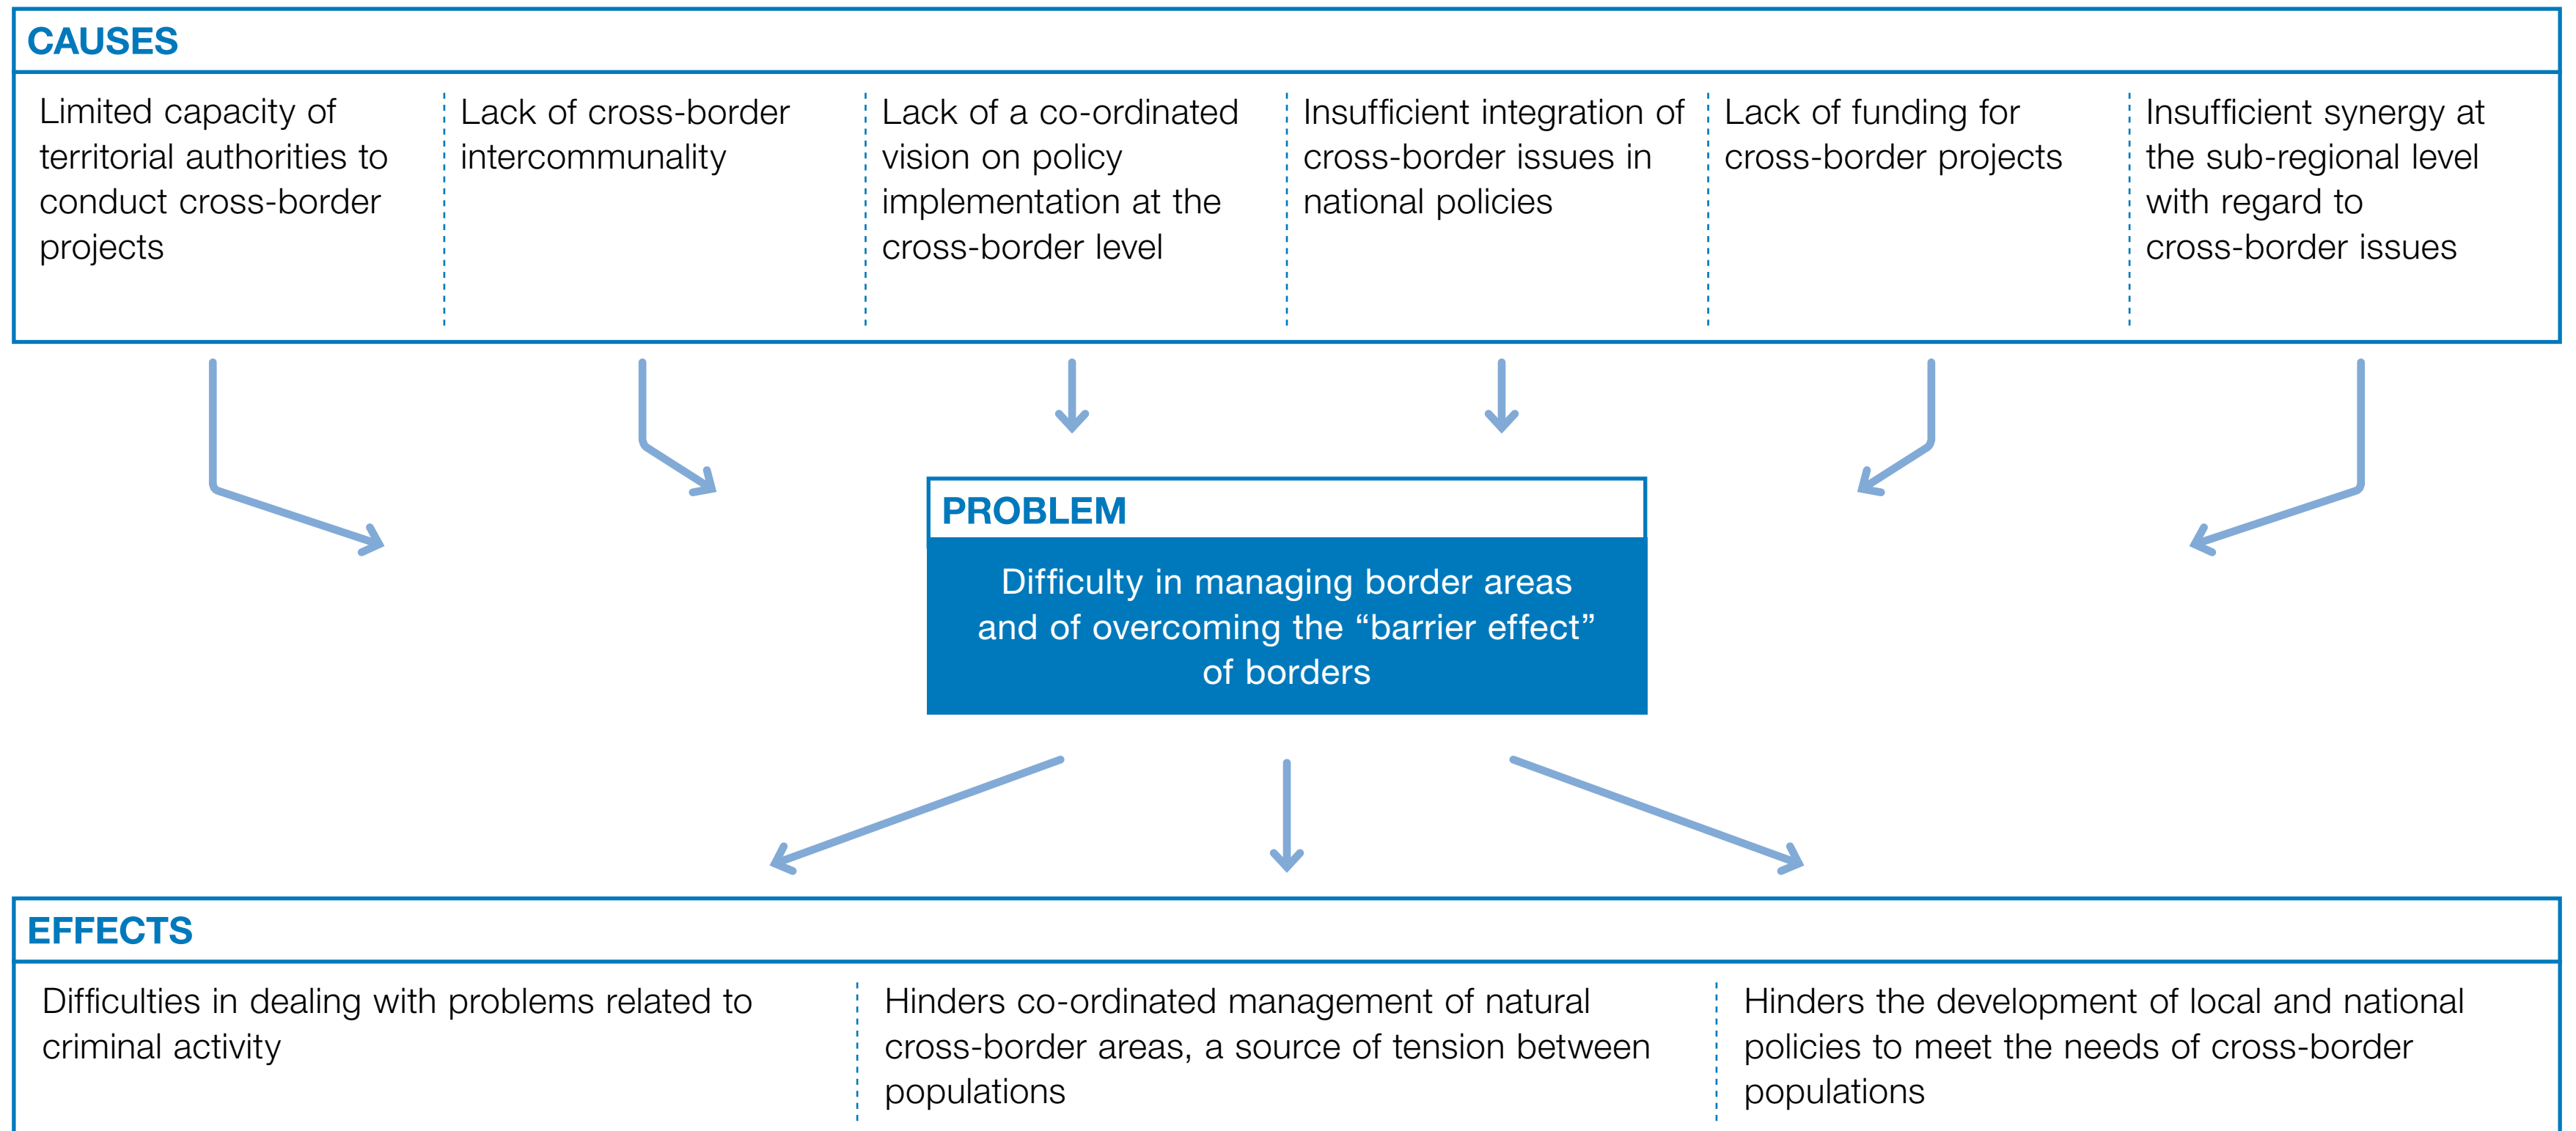 CAUSES
Limited capacity of
territorial authorities to
conduct cross-border
projects
Lack of cross-border
intercommunality
Lack of a co-ordinated
vision on policy
implementation at the
cross-border level
Insufficient integration of
cross-border issues in
national policies
Lack of funding for
cross-border projects
Insufficient synergy at
the sub-regional level
with regard to
cross-border issues
PROBLEM
Difficulty in managing border areas
and of overcoming the “barrier effect”
of borders
EFFECTS
Difficulties in dealing with problems related to
criminal activity
Hinders co-ordinated management of natural
cross-border areas, a source of tension between
populations
Hinders the development of local and national
policies to meet the needs of cross-border
populations